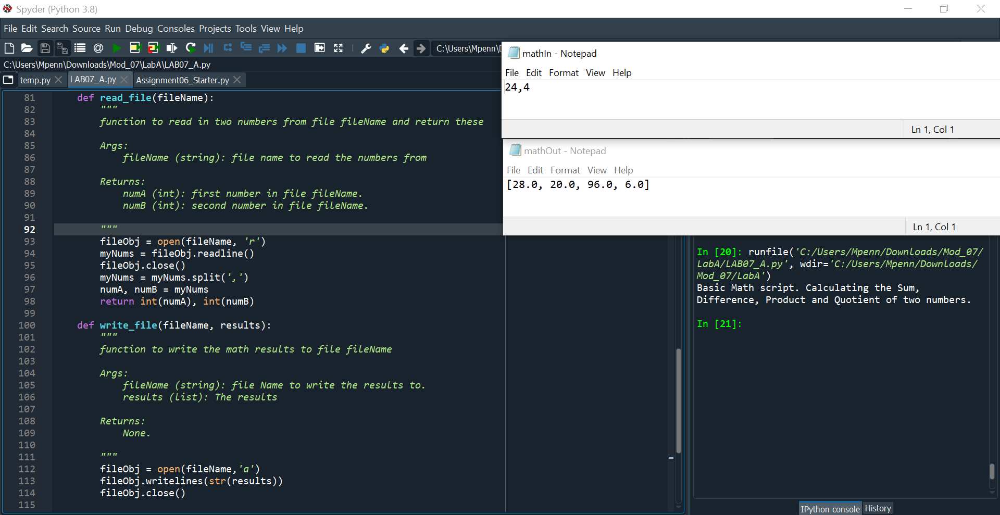 Spyder (Python 3.8)
File Edit Search Source Run Debug Consoles Projects Tools View Help
C:\Users\Mpenn\
C:\Users\Mpenn\Downloads\Mod_07\LabA\LAB07_A.py
temp.py LAB07_A.py Assignment06_Starter.py
81 def read_file(fileName):
82 """
83 function to read in two numbers from file fileName and return these
84
85 Args:
86 fileName (string): file name to read the numbers from
87
88 Returns:
89 numA (int): first number in file fileName.
90 numB (int): second number in file fileName.
91
92 """
93 fileObj = open(fileName, 'r')
94 myNums = fileObj.readline()
95 fileObj.close()
96 myNums = myNums.split(',')
97 numA, numB = myNums
98 return int(numA), int(numB)
99
100 def write_file(fileName, results):
101 """
102 function to write the math results to file fileName
103
104 Args:
105 fileName (string): file Name to write the results to.
106 results (list): The results
107
108 Returns:
109 None.
110
111 """
112 fileObj = open(fileName,'a')
113 fileObj.writelines(str(results))
114 fileObj.close()
115
mathIn - Notepad
File Edit Format View Help
24,4
Ln 1, Col 1
mathOut - Notepad
File Edit Format View Help
[28.0, 20.0, 96.0, 6.0]
Ln 1, Col 1
In [20]: runfile('C:/Users/Mpenn/Downloads/Mod_07/
LabA/LAB07_A.py', wdir='C:/Users/Mpenn/Downloads/
Mod_07/LabA')
Basic Math script. Calculating the Sum,
Difference, Product and Quotient of two numbers.
In [21]:
IPython console History